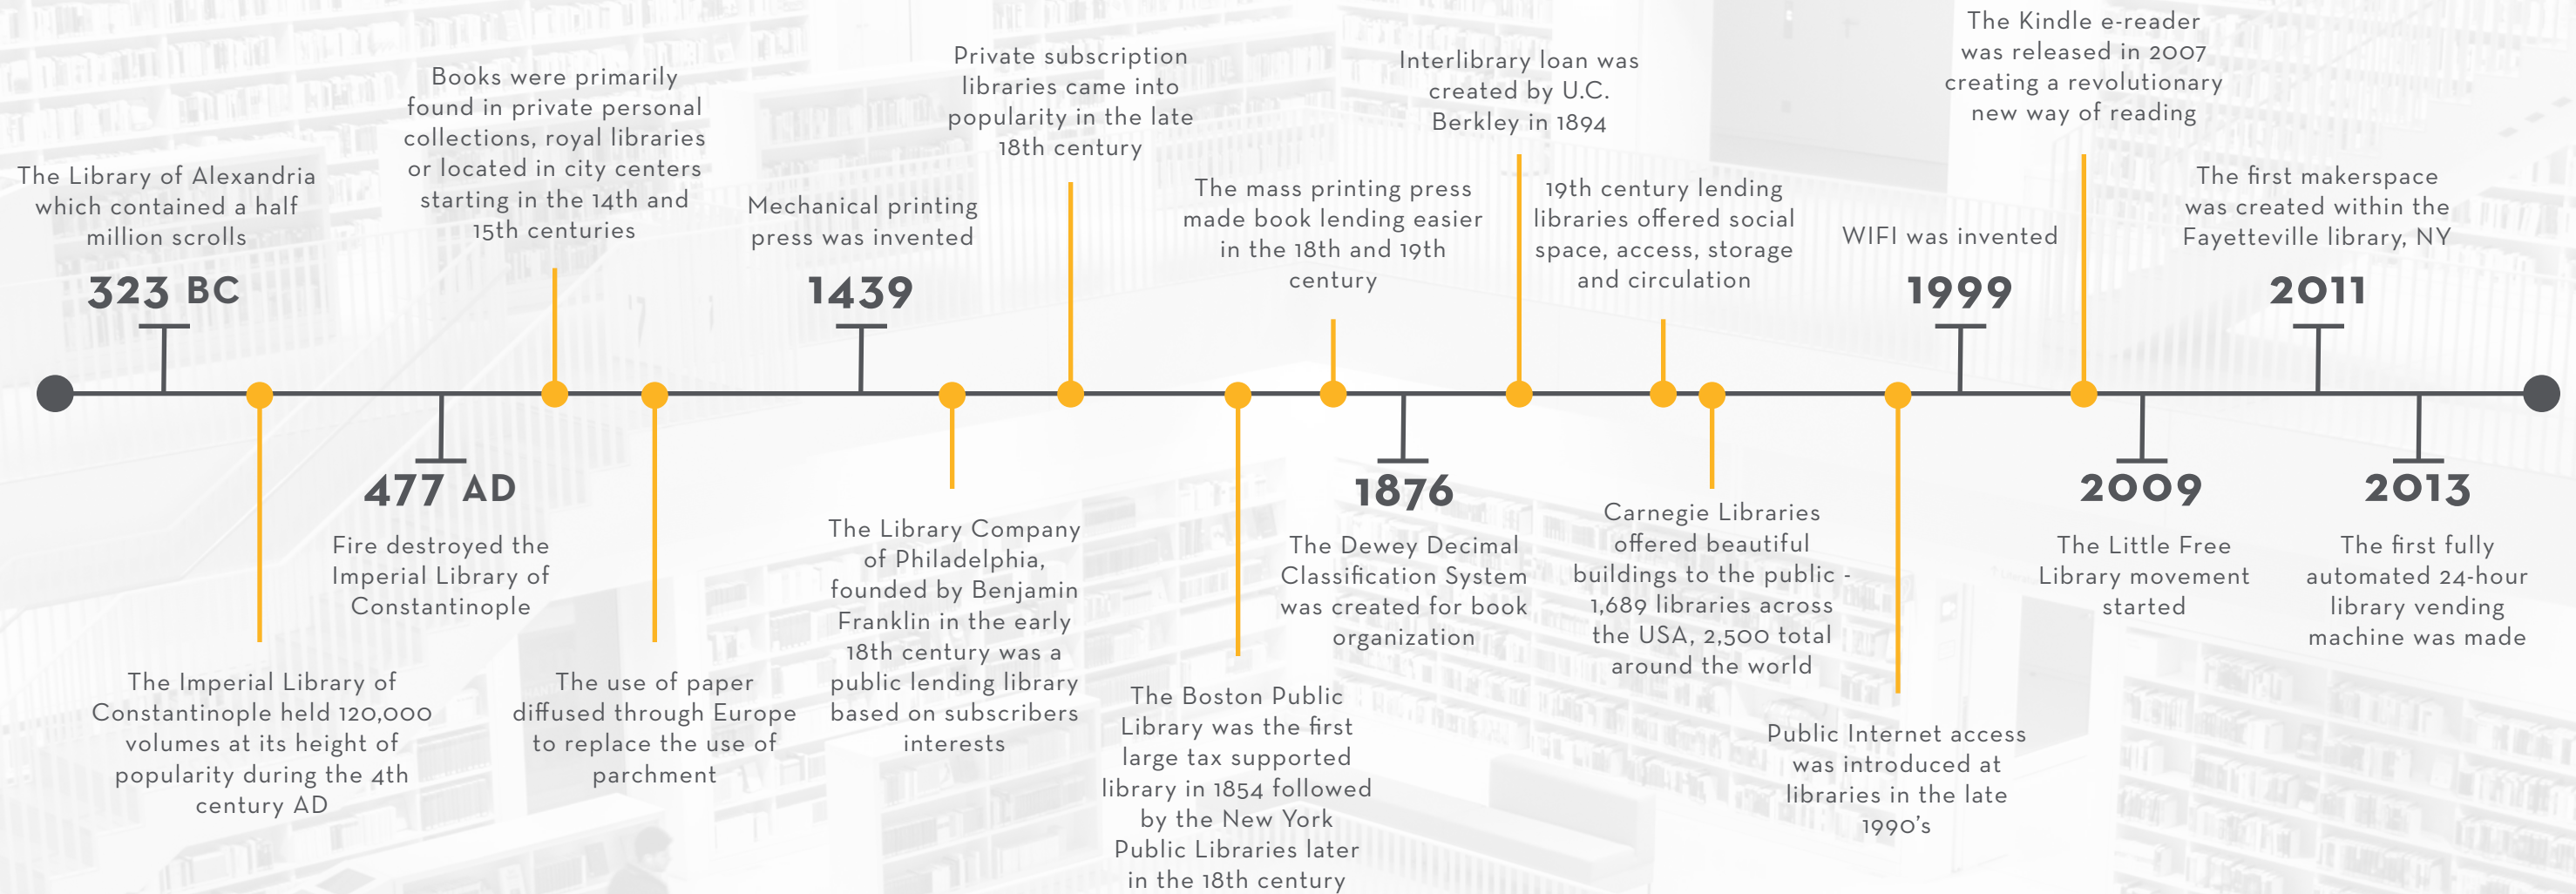 The Library of Alexandria
which contained a half
million scrolls
323 BC
The Imperial Library of
Constantinople held 120,000
volumes at its height of
popularity during the 4th
century AD
477 AD
Fire destroyed the
Imperial Library of
Constantinople
Books were primarily
found in private personal
collections, royal libraries
or located in city centers
starting in the 14th and
15th centuries
The use of paper
diffused through Europe
to replace the use of
parchment
Mechanical printing
press was invented
1439
The Library Company
of Philadelphia,
founded by Benjamin
Franklin in the early
18th century was a
public lending library
based on subscribers
interests
Private subscription
libraries came into
popularity in the late
18th century
The Boston Public
Library was the first
large tax supported
library in 1854 followed
by the New York
Public Libraries later
in the 18th century
The mass printing press
made book lending easier
in the 18th and 19th
century
1876
The Dewey Decimal
Classification System
was created for book
organization
Interlibrary loan was
created by U.C.
Berkley in 1894
19th century lending
libraries offered social
space, access, storage
and circulation
Carnegie Libraries
offered beautiful
buildings to the public -
1,689 libraries across
the USA, 2,500 total
around the world
Public Internet access
was introduced at
libraries in the late
1990's
WIFI was invented
1999
The Kindle e-reader
was released in 2007
creating a revolutionary
new way of reading
2009
The Little Free
Library movement
started
The first makerspace
was created within the
Fayetteville library, NY
2011
2013
The first fully
automated 24-hour
library vending
machine was made